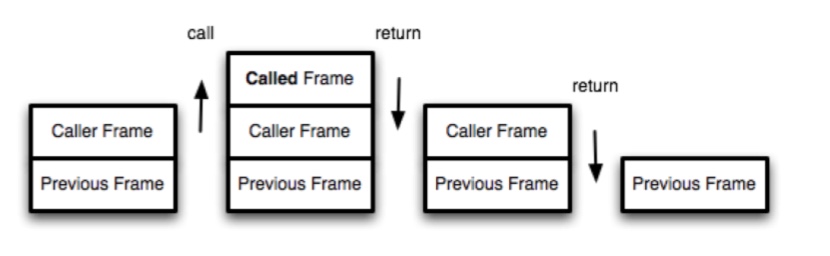 call
return
Called Frame
return
Caller Frame
Caller Frame
Caller Frame
Previous Frame
Previous Frame
Previous Frame
Previous Frame